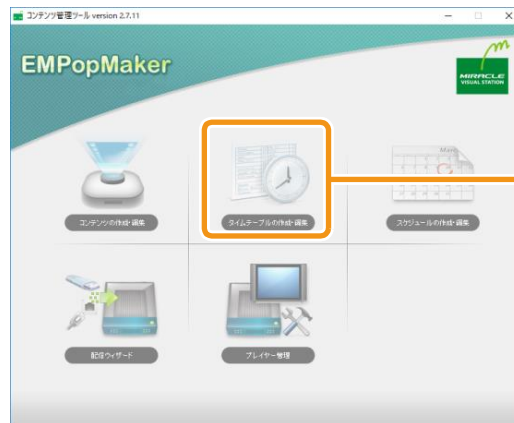 コンテンツ管理ツール version 2.7.11
EMPopMaker
MIRACLE
VISUAL STATION
コンテンツの作成・編集
タイムテーブルの作成・編集
スケジュールの作成・編集
配信ウィザード
プレイヤー管理